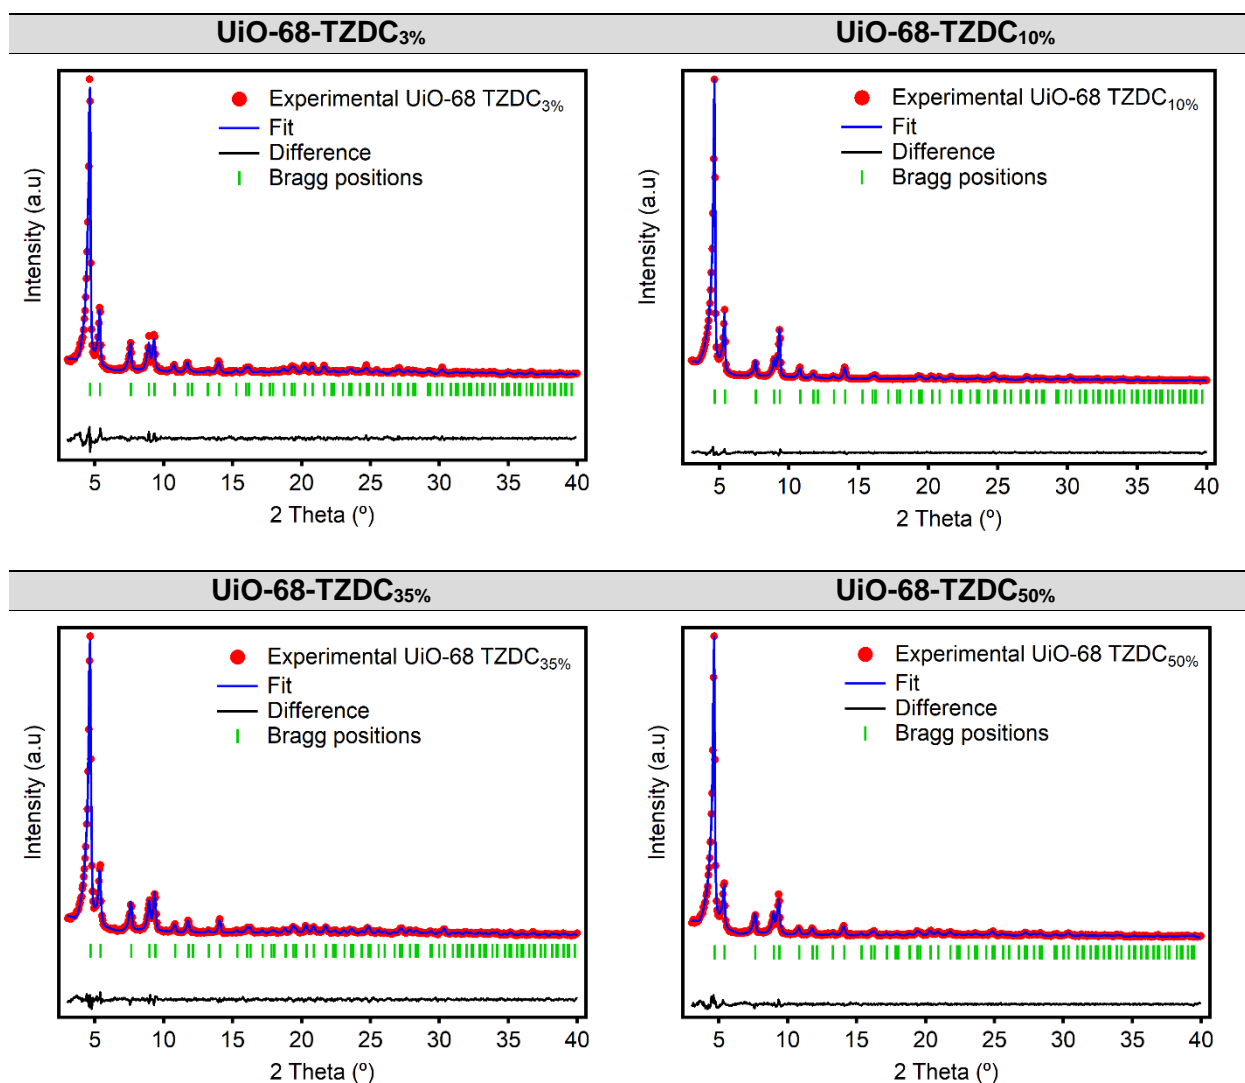 UiO-68-TZDC3%
UiO-68-TZDC10%
Experimental UiO-68 TZDC3%
Fit
Difference
Bragg positions
Intensity (a.u)
5 10 15 20 25 30 35 40
2 Theta (º)
Experimental UiO-68 TZDC10%
Fit
Difference
Bragg positions
Intensity (a.u)
5 10 15 20 25 30 35 40
2 Theta (º)
UiO-68-TZDC35%
UiO-68-TZDC50%
Experimental UiO-68 TZDC35%
Fit
Difference
Bragg positions
Intensity (a.u)
5 10 15 20 25 30 35 40
2 Theta (º)
Experimental UiO-68 TZDC50%
Fit
Difference
Bragg positions
Intensity (a.u)
5 10 15 20 25 30 35 40
2 Theta (º)